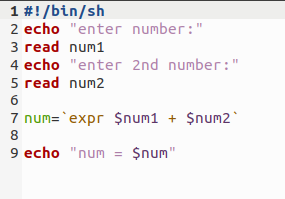 1 #!/bin/sh
2 echo "enter number:"
3 read num1
4 echo "enter 2nd number:"
5 read num2
6
7 num=`expr $num1 + $num2`
8
9 echo "num = $num"